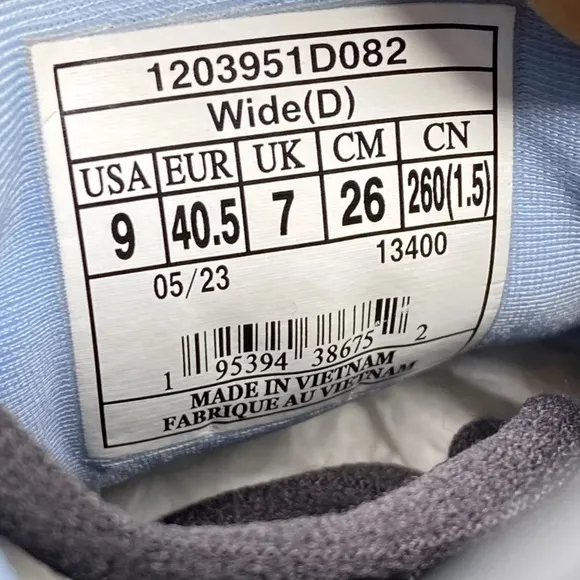 1203951D082
Wide(D)
USA EUR UK CM CN
9 40.5 7 26 260(1.5)
05/23 13400
1 95394 38675 2
MADE IN VIETNAM
FABRIQUE AU VIETNAM